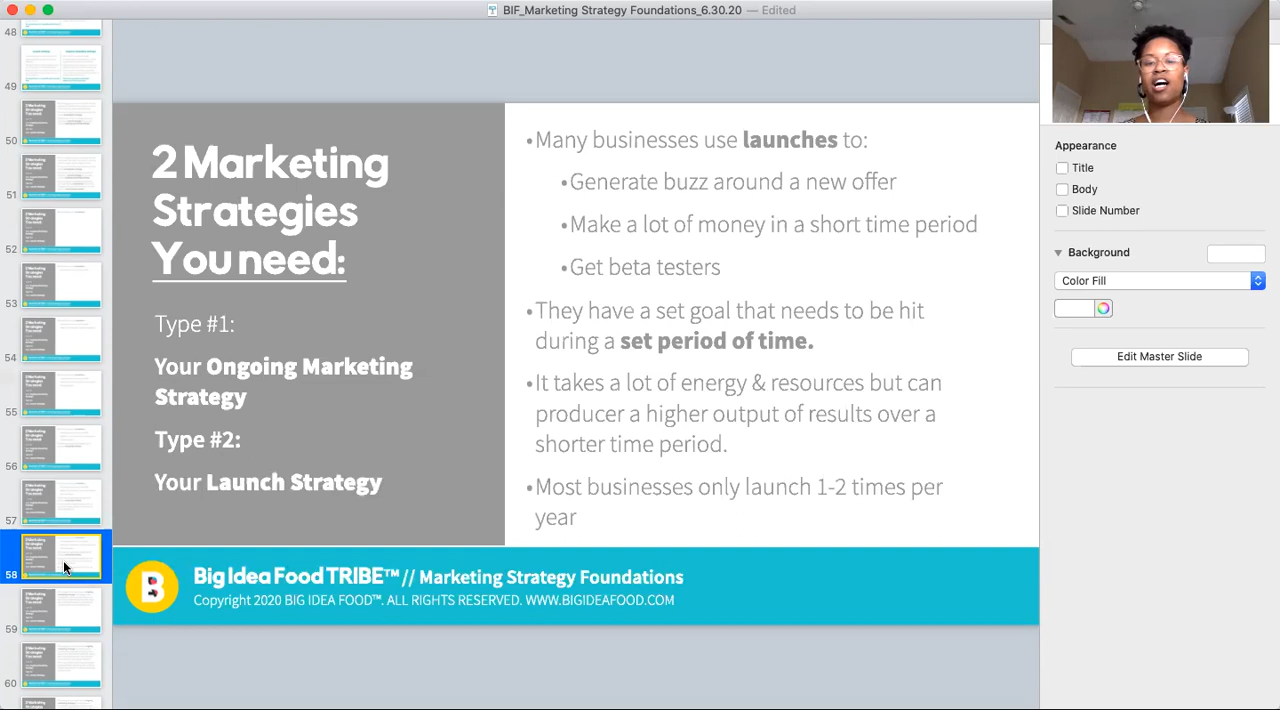 BIF_Marketing Strategy Foundations_6.30.20 — Edited
48
49
50
51
52
53
54
55
56
57
58
59
60
2 Marketing
Strategies
You need:
Type #1:
Your Ongoing Marketing
Strategy
Type #2:
Your Launch Strategy
•Many businesses use launches to:
•Generate buzz around a new offer
•Make a lot of money in a short time period
•Get beta testers
•They have a set goal that needs to be hit
during a set period of time.
•It takes a lot of energy & resources but can
producer a higher output of results over a
short time period.
•Most businesses only launch 1-2 times per
year.
B
Big Idea Food TRIBE™ // Marketing Strategy Foundations
Copyright 2020 BIG IDEA FOOD™ ALL RIGHTS RESERVED BIGIDEAFOOD.COM
Appearance
Title
Body
Slide Number
Background
Color Fill
Edit Master Slide